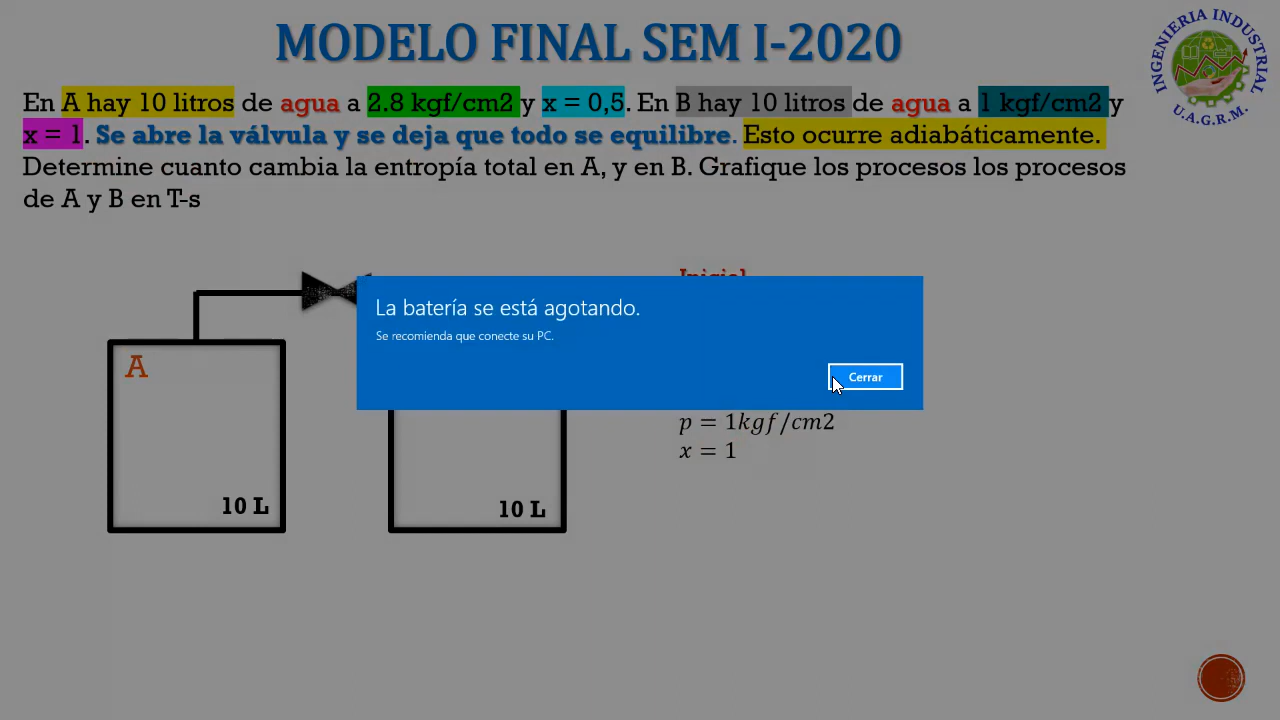 MODELO FINAL SEM I-2020
INGENIERIA INDUSTRIAL
U.A.G.R.M.
En A hay 10 litros de agua a 2.8 kgf/cm2 y x = 0,5. En B hay 10 litros de agua a 1 kgf/cm2 y
x = 1. Se abre la válvula y se deja que todo se equilibre. Esto ocurre adiabáticamente.
Determine cuanto cambia la entropía total en A, y en B. Grafique los procesos los procesos
de A y B en T-s
Inicial
La batería se está agotando.
Se recomienda que conecte su PC.
Cerrar
A
p = 1kgf/cm2
x = 1
10 L
10 L